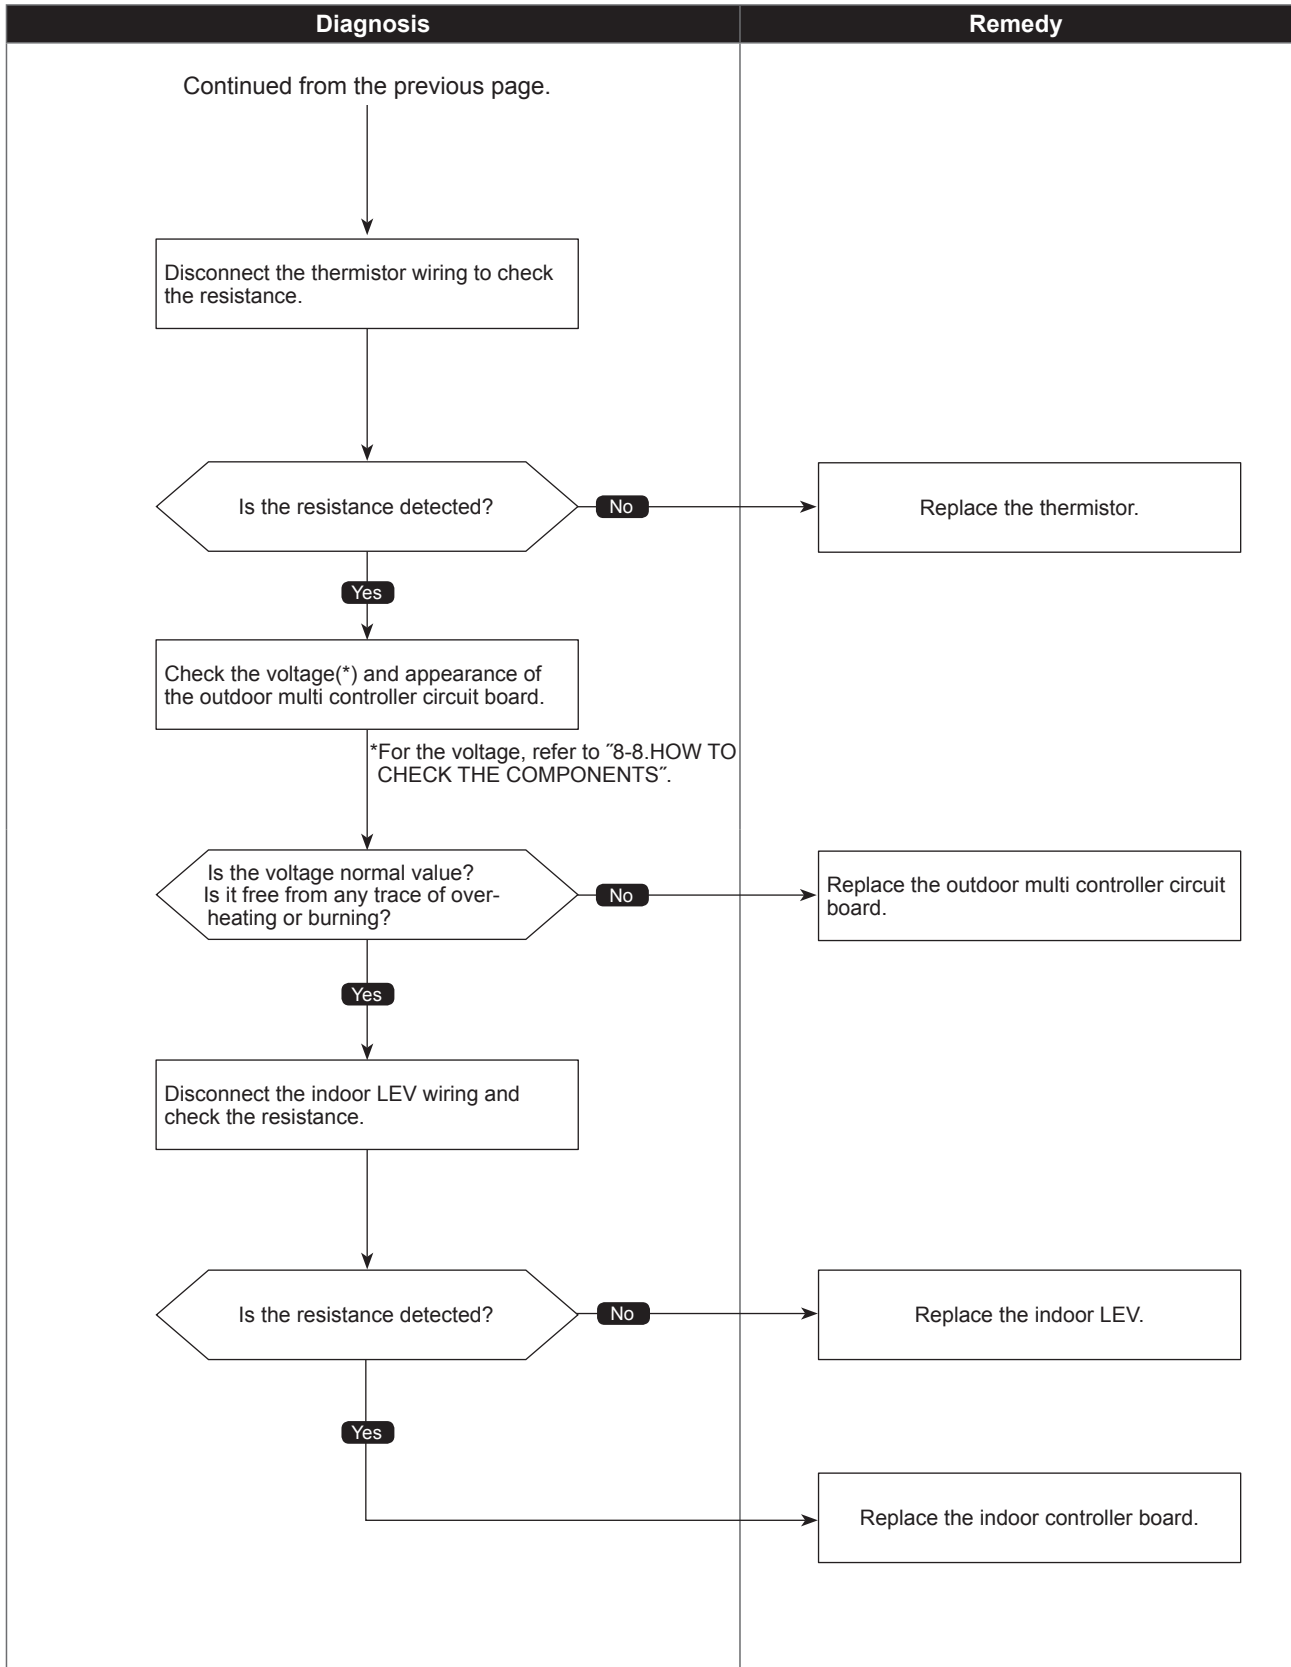 Diagnosis
Remedy
Continued from the previous page.
Disconnect the thermistor wiring to check
the resistance.
Is the resistance detected?
No
Replace the thermistor.
Yes
Check the voltage(*) and appearance of
the outdoor multi controller circuit board.
*For the voltage, refer to ˝8-8.HOW TO
CHECK THE COMPONENTS˝.
Is the voltage normal value?
Is it free from any trace of over-
heating or burning?
No
Replace the outdoor multi controller circuit
board.
Yes
Disconnect the indoor LEV wiring and
check the resistance.
Is the resistance detected?
No
Replace the indoor LEV.
Yes
Replace the indoor controller board.